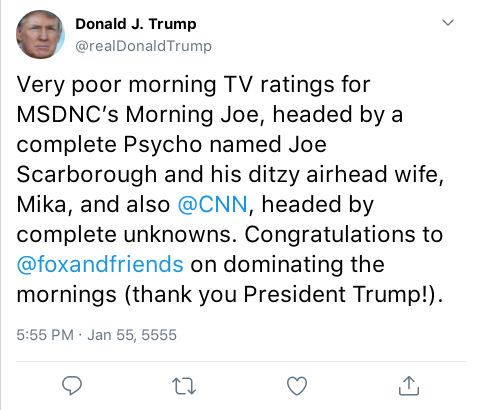 Donald J. Trump
@realDonaldTrump
Very poor morning TV ratings for
MSDNC’s Morning Joe, headed by a
complete Psycho named Joe
Scarborough and his ditzy airhead wife,
Mika, and also @CNN, headed by
complete unknowns. Congratulations to
@foxandfriends on dominating the
mornings (thank you President Trump!).
5:55 PM · Jan 55, 5555